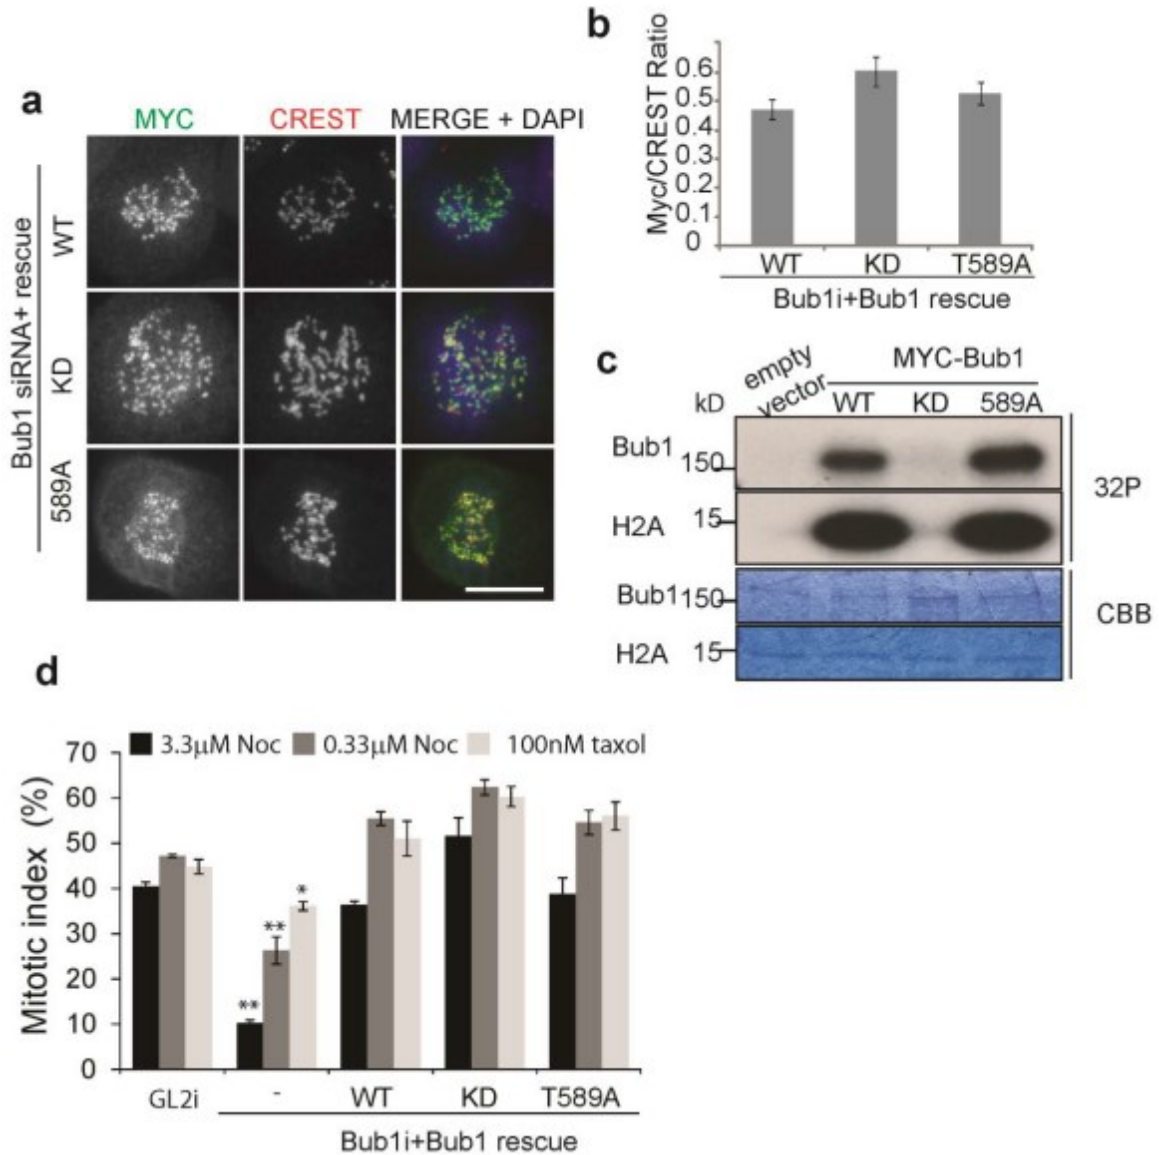 a
MYC CREST MERGE + DAPI
Bub1 siRNA+ rescue
WT
KD
589A
b
Myc/CREST Ratio
0.6
0.5
0.4
0.3
0.2
0.1
0
WT KD T589A
Bub1i+Bub1 rescue
c
empty vector
MYC-Bub1
kD WT KD 589A
Bub1 150
H2A 15
32P
Bub1 150
H2A 15
CBB
d
3.3μM Noc 0.33μM Noc 100nM taxol
Mitotic index (%)
70
60
50
40
30
20
10
0
** ** *
GL2i - WT KD T589A
Bub1i+Bub1 rescue